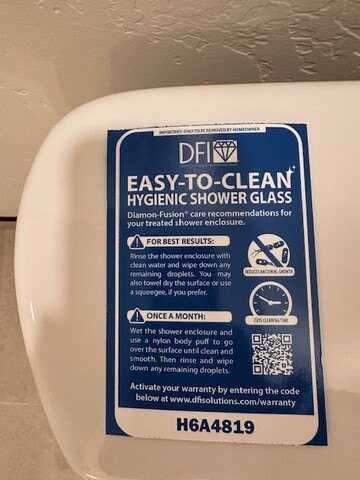 IMPORTANT! ONLY TO BE REMOVED BY HOMEOWNER
DFI
EASY-TO-CLEAN
HYGIENIC SHOWER GLASS
Diamon-Fusion® care recommendations for
your treated shower enclosure.
FOR BEST RESULTS:
Rinse the shower enclosure with
clean water and wipe down any
remaining droplets. You may
also towel dry the surface or use
a squeegee, if you prefer.
REDUCES BACTERIAL GROWTH
CUTS CLEANING TIME
ONCE A MONTH:
Wet the shower enclosure and
use a nylon body puff to go
over the surface until clean and
smooth. Then rinse and wipe
down any remaining droplets.
Activate your warranty by entering the code
below at www.dfisolutions.com/warranty
H6A4819